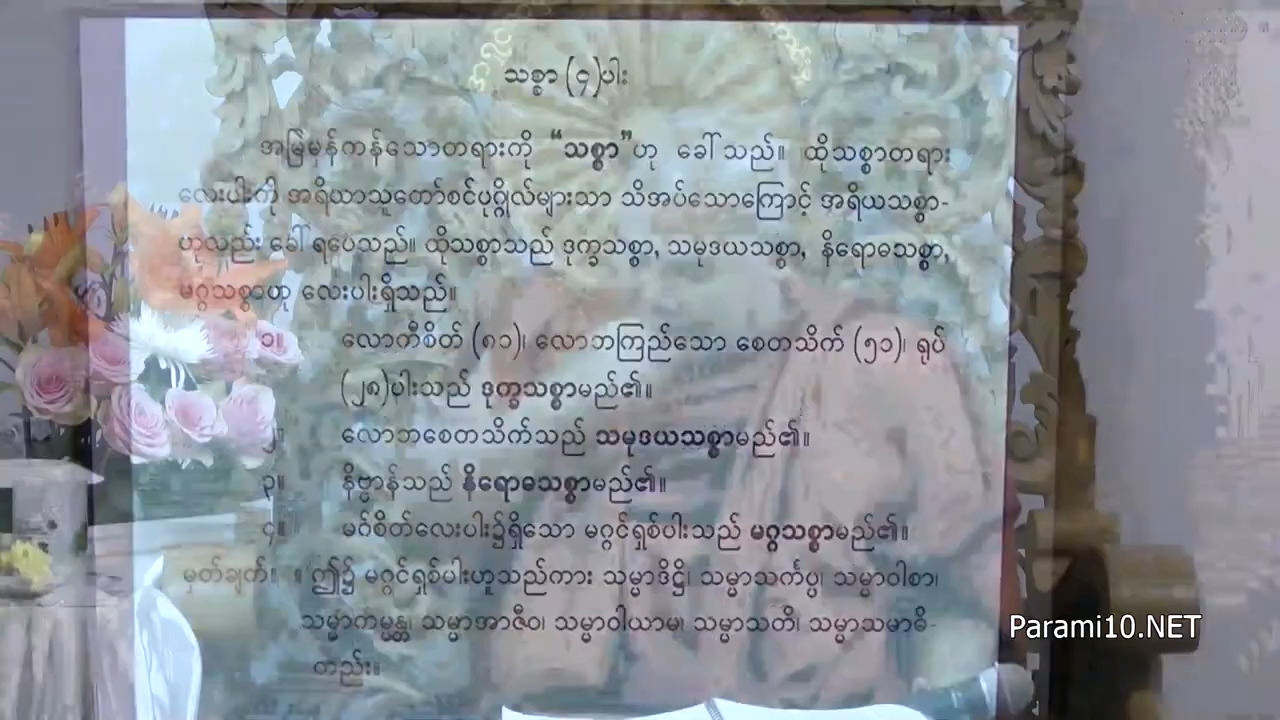 သစ္စာ (၄)ပါး
အမြဲမှန်ကန်သောတရားကို “သစ္စာ”ဟု ခေါ်သည်။ ထိုသစ္စာတရား
လေးပါးကို အရိယာသူတော်စင်ပုဂ္ဂိုလ်များသာ သိအပ်သောကြောင့် အရိယသစ္စာ-
ဟုလည်း ခေါ်ရပေသည်။ ထိုသစ္စာသည် ဒုက္ခသစ္စာ, သမုဒယသစ္စာ, နိရောဓသစ္စာ,
မဂ္ဂသစ္စာဟု လေးပါးရှိသည်။
၁။ လောကီစိတ် (၈၁)၊ လောဘကြည်သော စေတသိက် (၅၁)၊ ရုပ်
(၂၈)ပါးသည် ဒုက္ခသစ္စာမည်၏။
၂။ လောဘစေတသိက်သည် သမုဒယသစ္စာမည်၏။
၃။ နိဗ္ဗာန်သည် နိရောဓသစ္စာမည်၏။
၄။ မဂ်စိတ်လေးပါး၌ရှိသော မဂ္ဂင်ရှစ်ပါးသည် မဂ္ဂသစ္စာမည်၏။
မှတ်ချက်။ ။ ဤ၌ မဂ္ဂင်ရှစ်ပါးဟူသည်ကား သမ္မာဒိဋ္ဌိ၊ သမ္မာသင်္ကပ္ပ၊ သမ္မာဝါစာ၊
သမ္မာကမ္မန္တ၊ သမ္မာအာဇီဝ၊ သမ္မာဝါယာမ၊ သမ္မာသတိ၊ သမ္မာသမာဓိ-
တည်း။
Parami10.NET